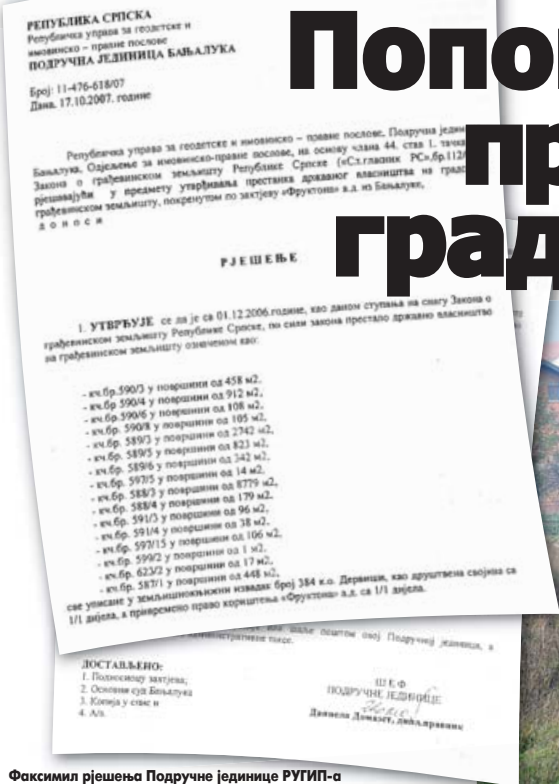 РЕПУБЛИКА СРПСКА
Републичка управа за геодетске и
имовинско – правне послове
ПОДРУЧНА ЈЕДИНИЦА БАЊАЛУКА
Број: 11-476-618/07
Дана, 17.10.2007. године
Попо
пр
град
Републичка управа за геодетске и имовинско – правне послове, Подручна једин
Бањалука, Одјељење за имовинско-правне послове, на основу члана 44. став 1. тачка
Закона о грађевинском земљишту Републике Српске («Сл.гласник РС»,бр.112/
рјешавајући у предмету утврђивања престанка државног власништва на град
грађевинском земљишту, покренутом по захтјеву «Фруктона» а.д. из Бањалуке,
д о н о с и
РЈЕШЕЊЕ
1. УТВРЂУЈЕ се да је са 01.12.2006.године, као даном ступања на снагу Закона о
грађевинском земљишту Републике Српске, по сили закона престало државно власништво
на грађевинском земљишту означеном као:
- кч.бр.590/3 у површини од 458 м2,
- кч.бр 590/4 у површини од 912 м2,
- кч.бр.590/6 у површини од 108 м2,
- кч.бр. 590/8 у површини од 105 м2,
- кч.бр. 589/3 у површини од 2742 м2,
- кч.бр. 589/5 у површини од 823 м2,
- кч.бр. 589/6 у површини од 342 м2,
- кч.бр. 597/5 у површини од 14 м2,
- кч.бр. 588/3 у површини од 8779 м2,
- кч.бр. 588/4 у површини од 179 м2,
- кч.бр. 591/3 у површини од 96 м2,
- кч.бр. 591/4 у површини од 38 м2,
- кч.бр. 597/15 у површини од 106 м2,
- кч.бр. 599/2 у површини од 1 м2,
- кч.бр. 623/2 у површини од 17 м2,
- кч.бр. 587/1 у површини од 448 м2,
све уписане у земљишнокњижни извадак број 384 к.о. Дервиши, као друштвена својина са
1/1 дијела, а привремено право кориштења «Фруктона» а.д. са 1/1 дијела.
поштом овој Подручној јединици, а
административне таксе.
ДОСТАВЉЕНО:
1. Подносиоцу захтјева;
2. Основни суд Бањалука
3. Копија у спис и
4. А/а.
ШЕФ
ПОДРУЧНЕ ЈЕДИНИЦЕ
Данијела Домазет, дипл.правник
Факсимил рјешења Подручне јединице РУГИП-а